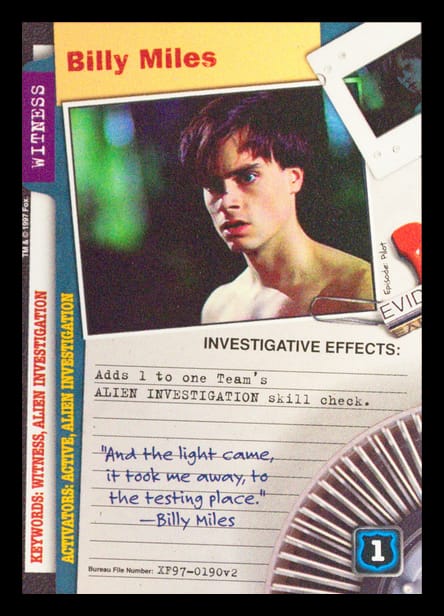 Billy Miles
WITNESS
TM & © 1997 Fox.
Episode: Pilot
EVID
KEYWORDS: WITNESS, ALIEN INVESTIGATION
ACTIVATORS: ACTIVE, ALIEN INVESTIGATION
INVESTIGATIVE EFFECTS:
Adds 1 to one Team's
ALIEN INVESTIGATION skill check.
"And the light came,
it took me away, to
the testing place."
—Billy Miles
Bureau File Number: XF97-0190v2
1